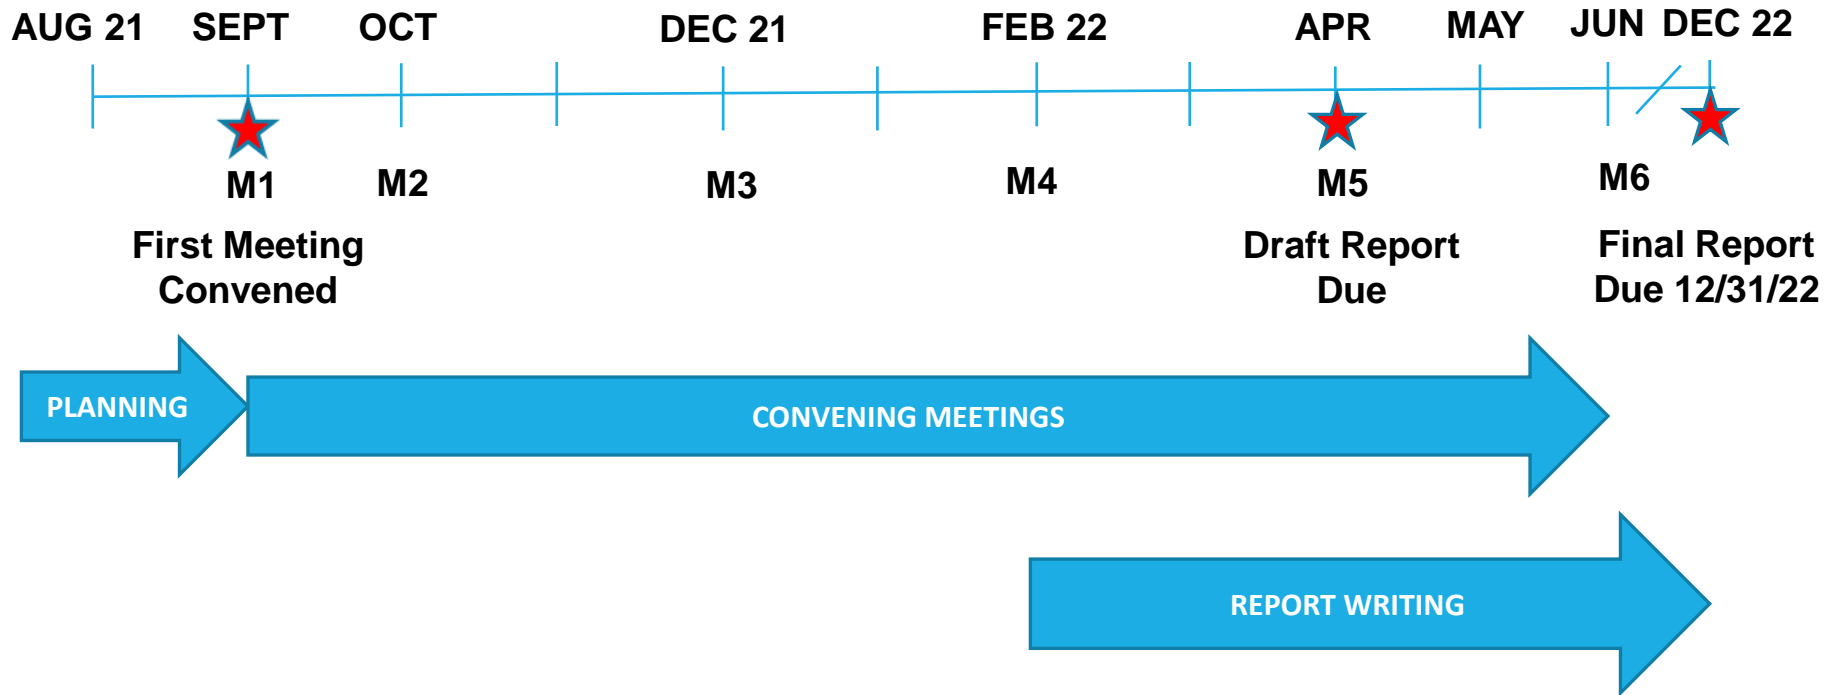 AUG 21 SEPT OCT DEC 21 FEB 22 APR MAY JUN DEC 22
M1 M2 M3 M4 M5 M6
First Meeting
Convened
Draft Report
Due
Final Report
Due 12/31/22
PLANNING
CONVENING MEETINGS
REPORT WRITING